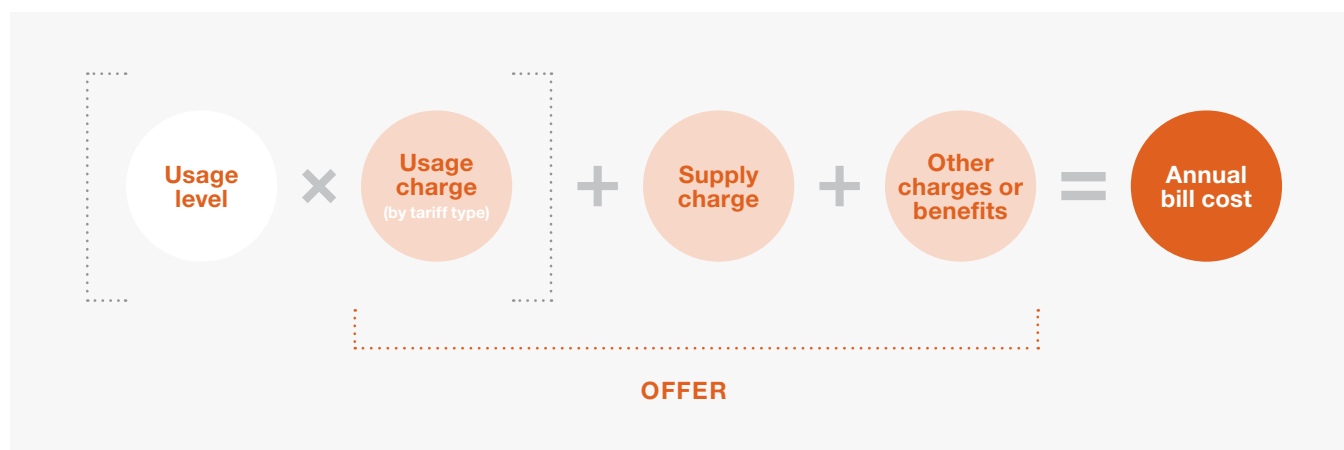 Usage
level
×
Usage
charge
(by tariff type)
+
Supply
charge
+
Other
charges or
benefits
=
Annual
bill cost
OFFER